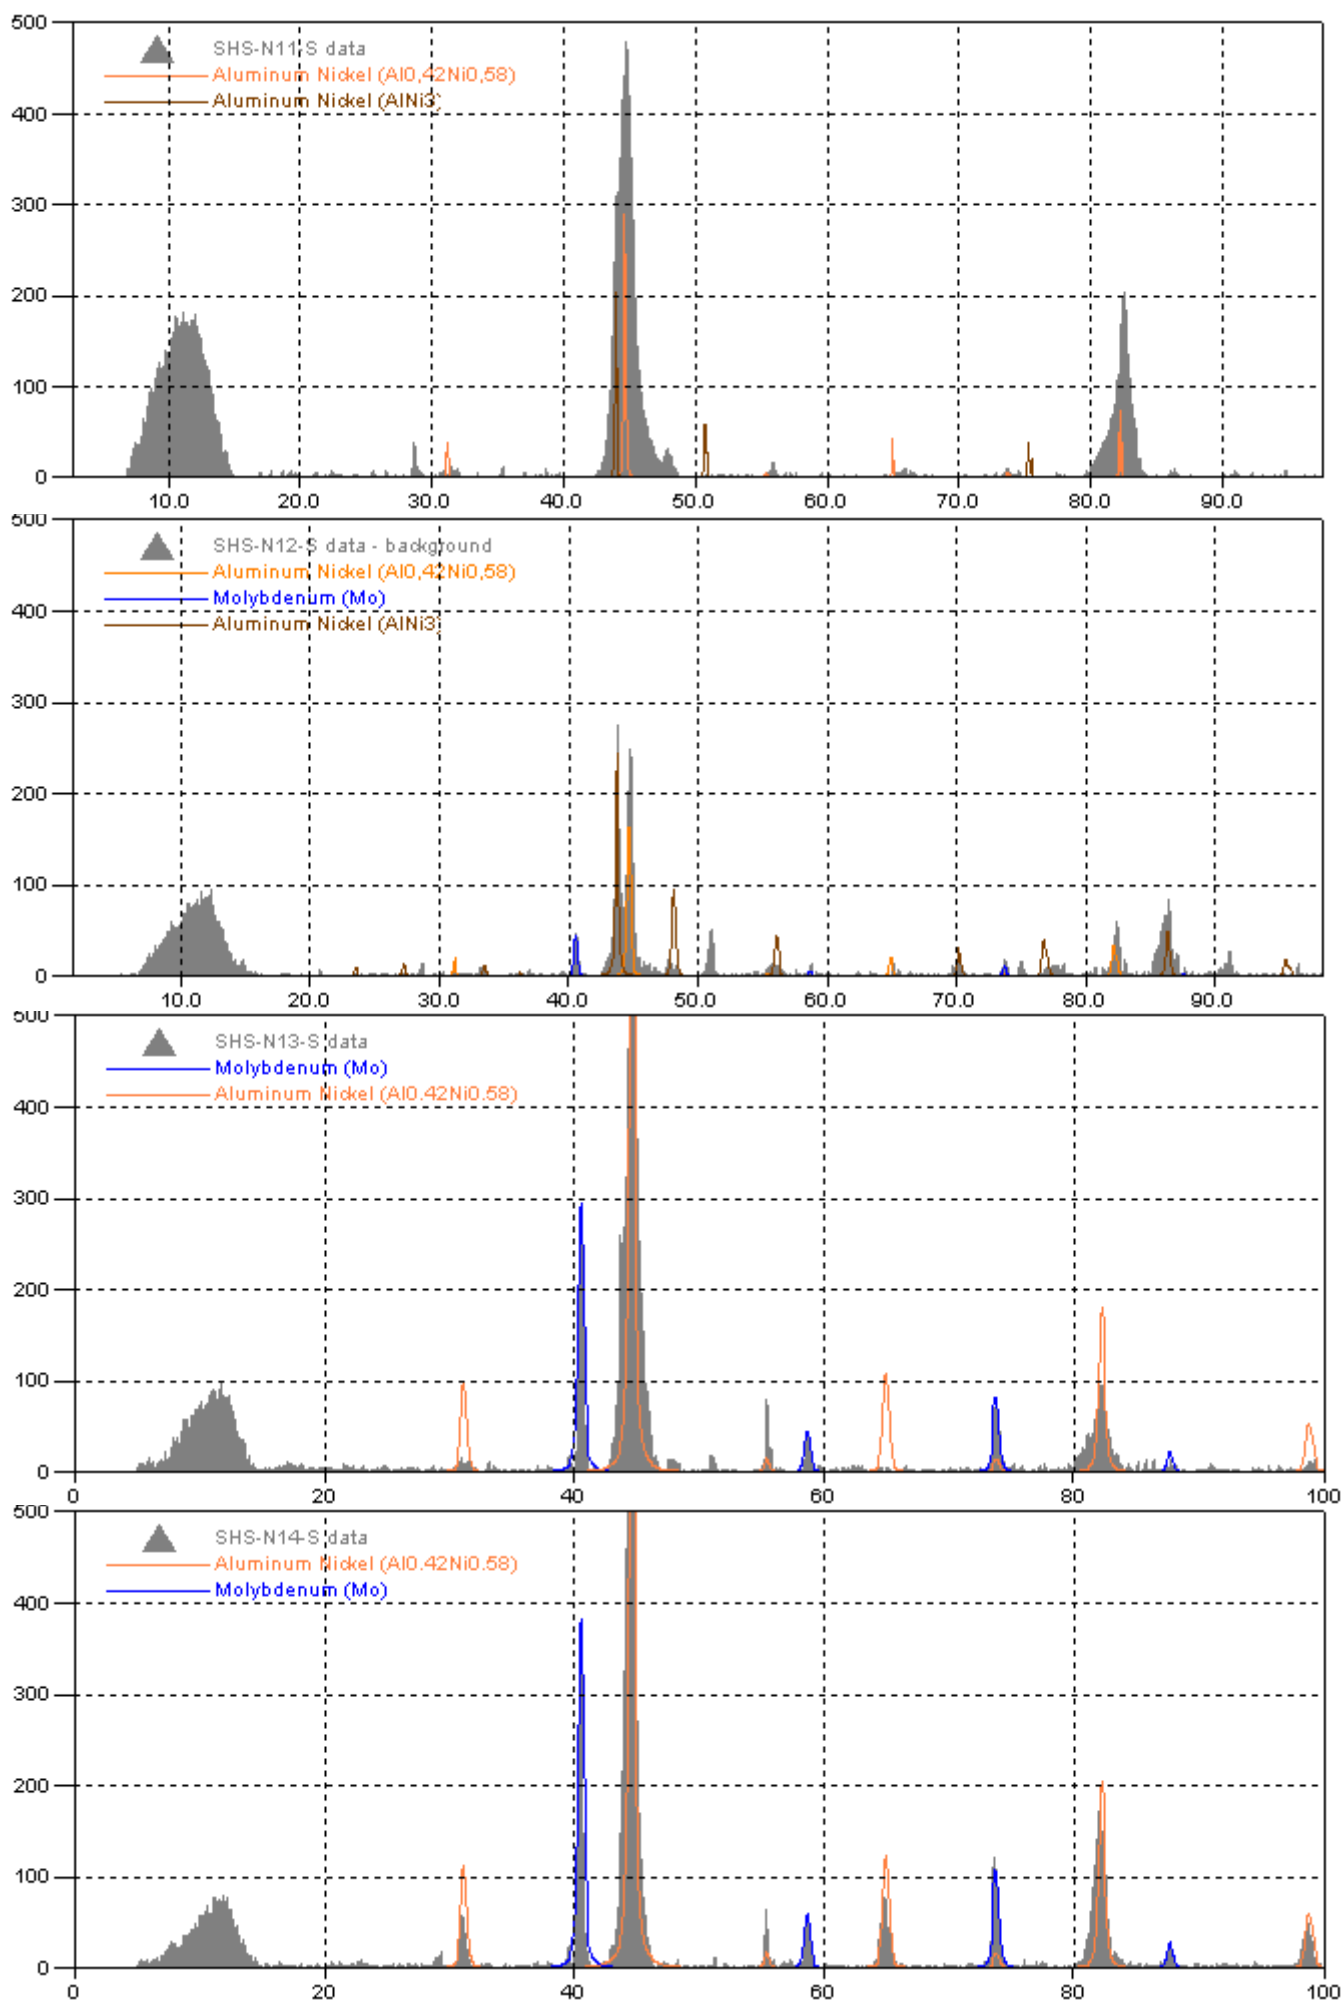 500
SHS-N11-S data
Aluminum Nickel (Al0,42Ni0,58)
Aluminum Nickel (AlNi3)
400
300
200
100
0
10.0 20.0 30.0 40.0 50.0 60.0 70.0 80.0 90.0
500
SHS-N12-S data - background
Aluminum Nickel (Al0,42Ni0,58)
Molybdenum (Mo)
Aluminum Nickel (AlNi3)
400
300
200
100
0
10.0 20.0 30.0 40.0 50.0 60.0 70.0 80.0 90.0
500
SHS-N13-S data
Molybdenum (Mo)
Aluminum Nickel (Al0.42Ni0.58)
400
300
200
100
0
0 20 40 60 80 100
500
SHS-N14-S data
Aluminum Nickel (Al0.42Ni0.58)
Molybdenum (Mo)
400
300
200
100
0
0 20 40 60 80 100